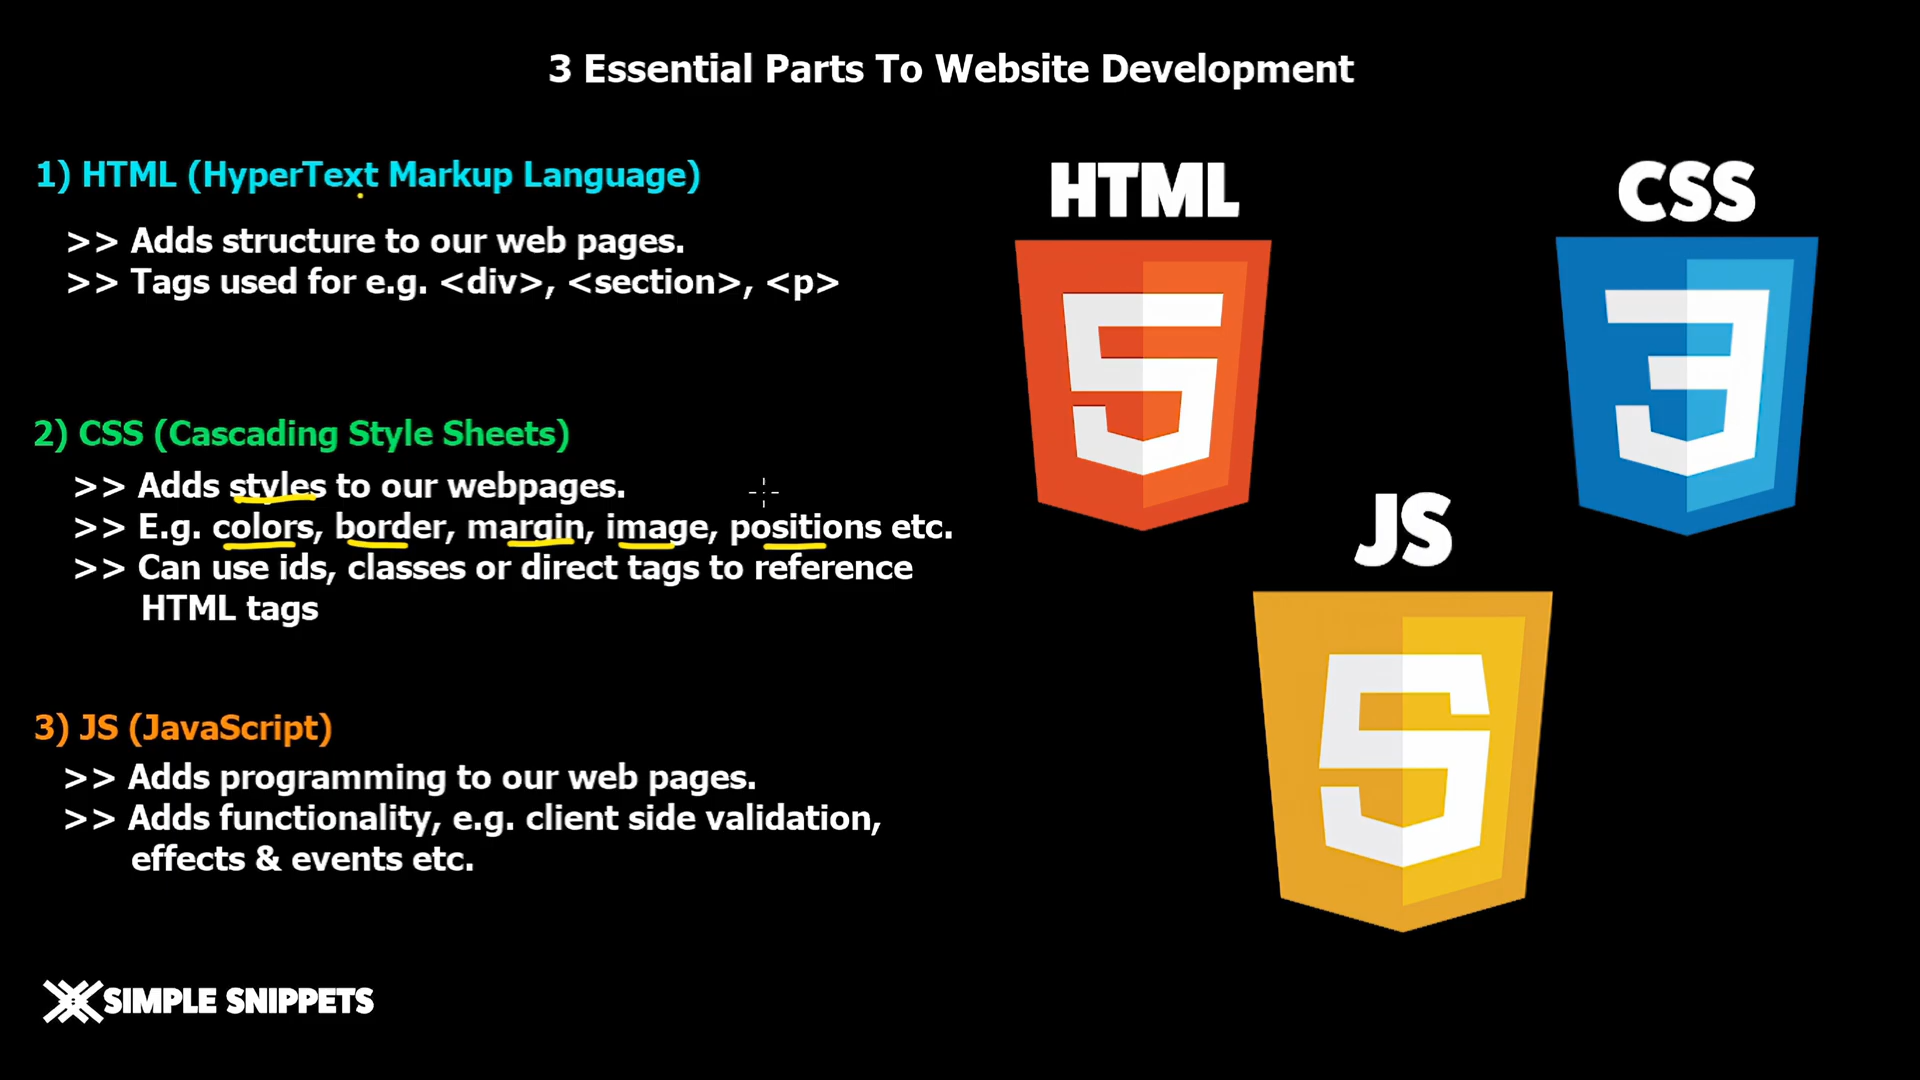 3 Essential Parts To Website Development
1) HTML (HyperText Markup Language)
>> Adds structure to our web pages.
>> Tags used for e.g. <div>, <section>, <p>
2) CSS (Cascading Style Sheets)
>> Adds styles to our webpages.
>> E.g. colors, border, margin, image, positions etc.
>> Can use ids, classes or direct tags to reference
HTML tags
3) JS (JavaScript)
>> Adds programming to our web pages.
>> Adds functionality, e.g. client side validation,
effects & events etc.
HTML
5
CSS
3
JS
5
SIMPLE SNIPPETS